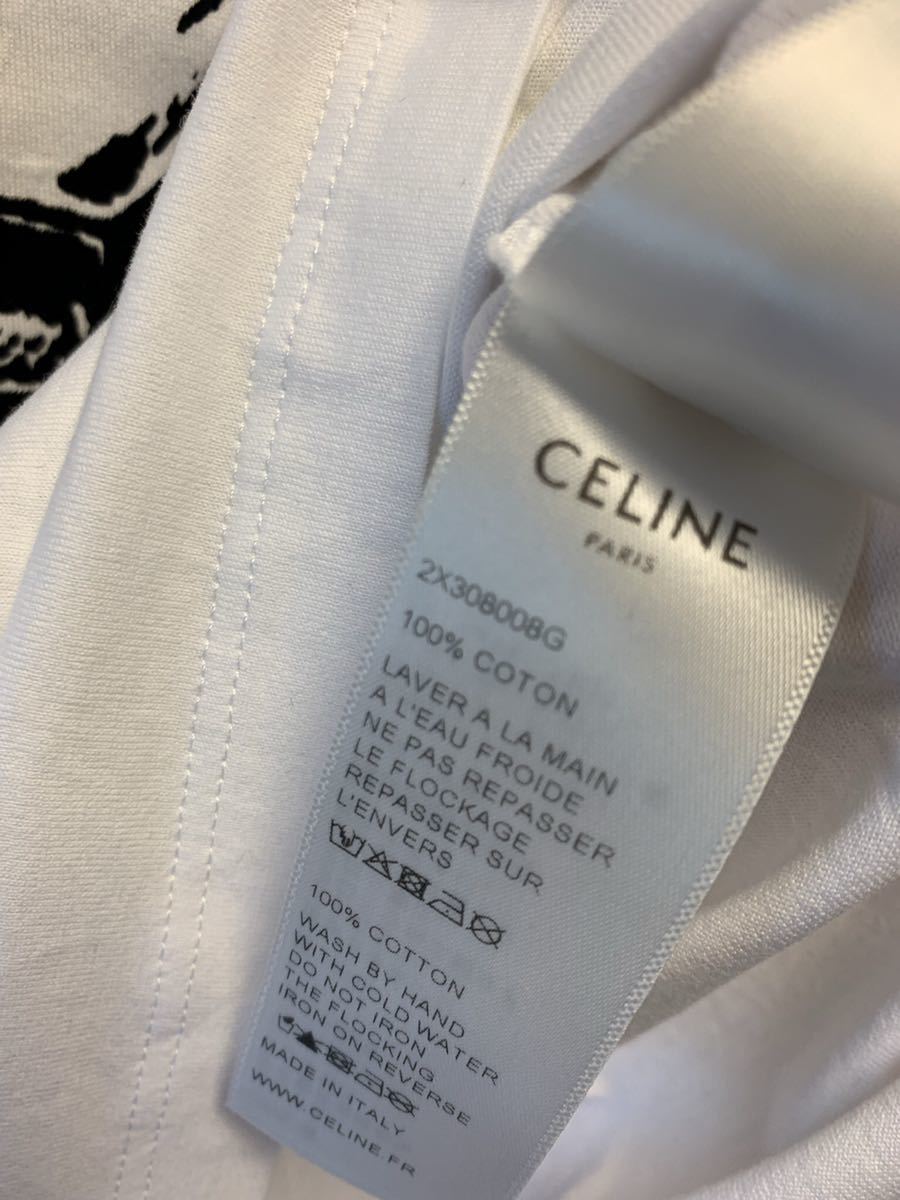 CELINE
PARIS
2X308008G
100% COTON
LAVER A LA MAIN
A L'EAU FROIDE
NE PAS REPASSER
LE FLOCKAGE
REPASSER SUR
L'ENVERS
100% COTTON
WASH BY HAND
WITH COLD WATER
DO NOT IRON
THE FLOCKING
IRON ON REVERSE
MADE IN ITALY
WWW.CELINE.FR